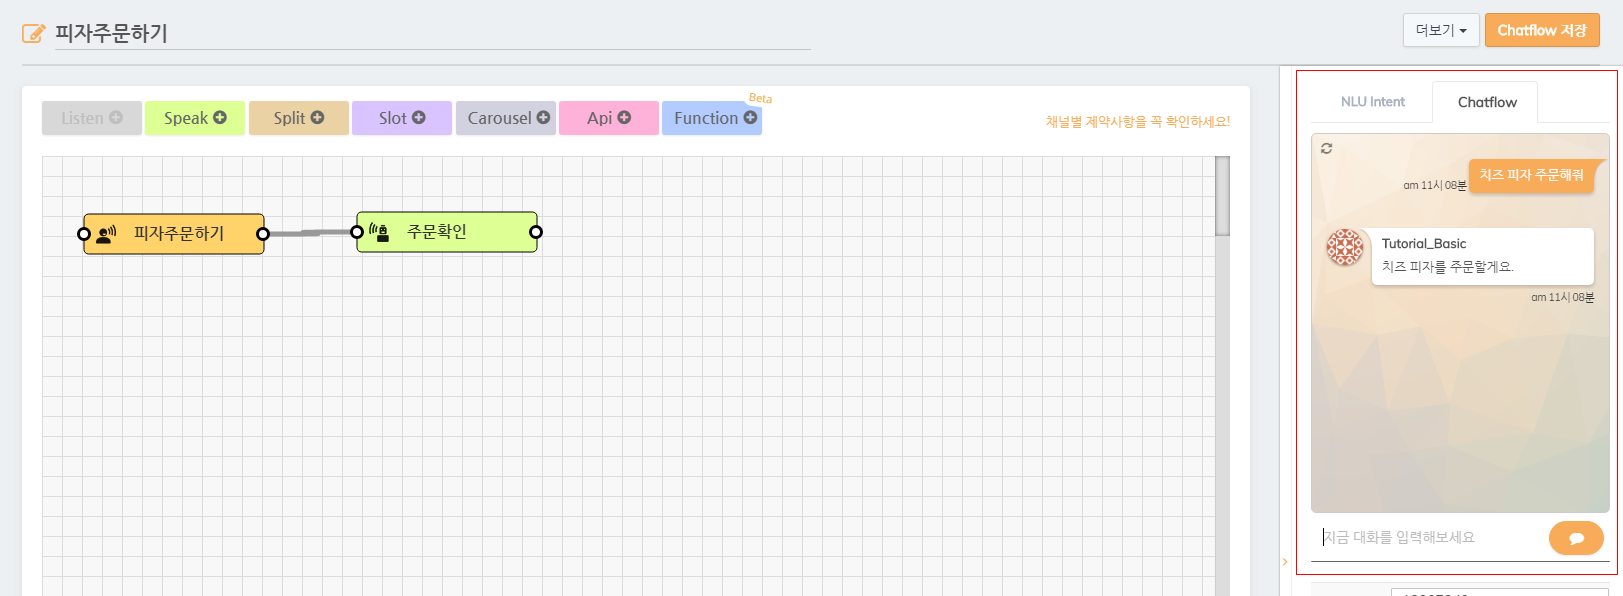 피자주문하기
더보기
Chatflow 저장
Listen
Speak
Split
Slot
Carousel
Api
Function
Beta
채널별 제약사항을 꼭 확인하세요!
피자주문하기
주문확인
NLU Intent
Chatflow
치즈 피자 주문해줘
am 11시 08분
Tutorial_Basic
치즈 피자를 주문할게요.
am 11시 08분
지금 대화를 입력해보세요